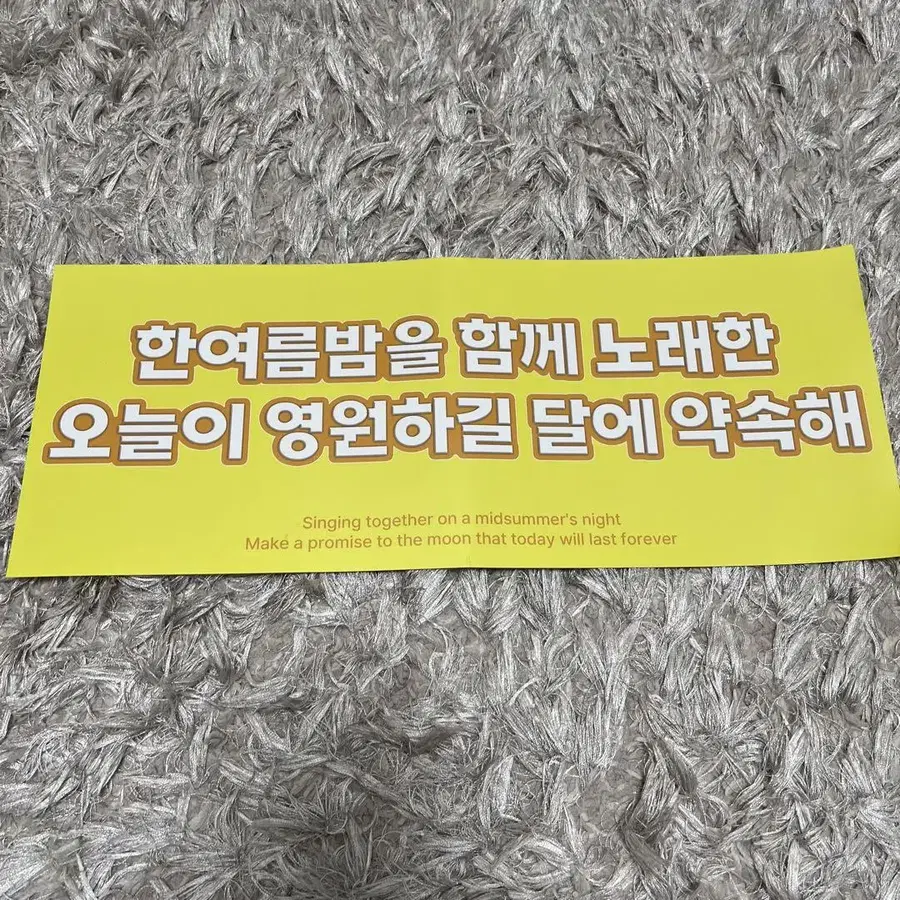 한여름밤을 함께 노래한
오늘이 영원하길 달에 약속해
Singing together on a midsummer's night
Make a promise to the moon that today will last forever